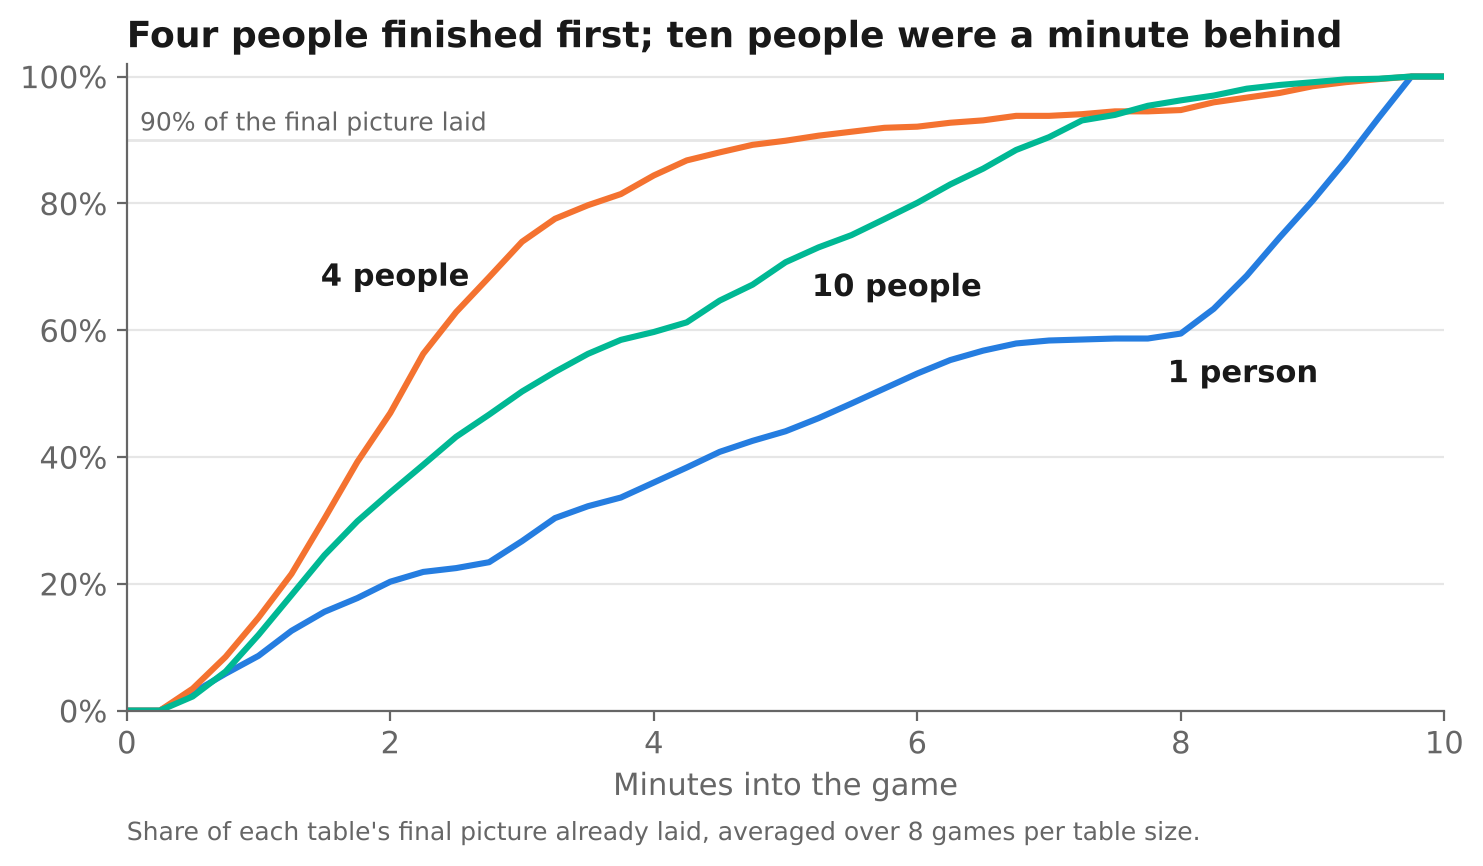 Four people finished first; ten people were a minute behind
100%
90% of the final picture laid
80%
4 people
10 people
60%
1 person
40%
20%
0%
0 2 4 6 8 10
Minutes into the game
Share of each table's final picture already laid, averaged over 8 games per table size.